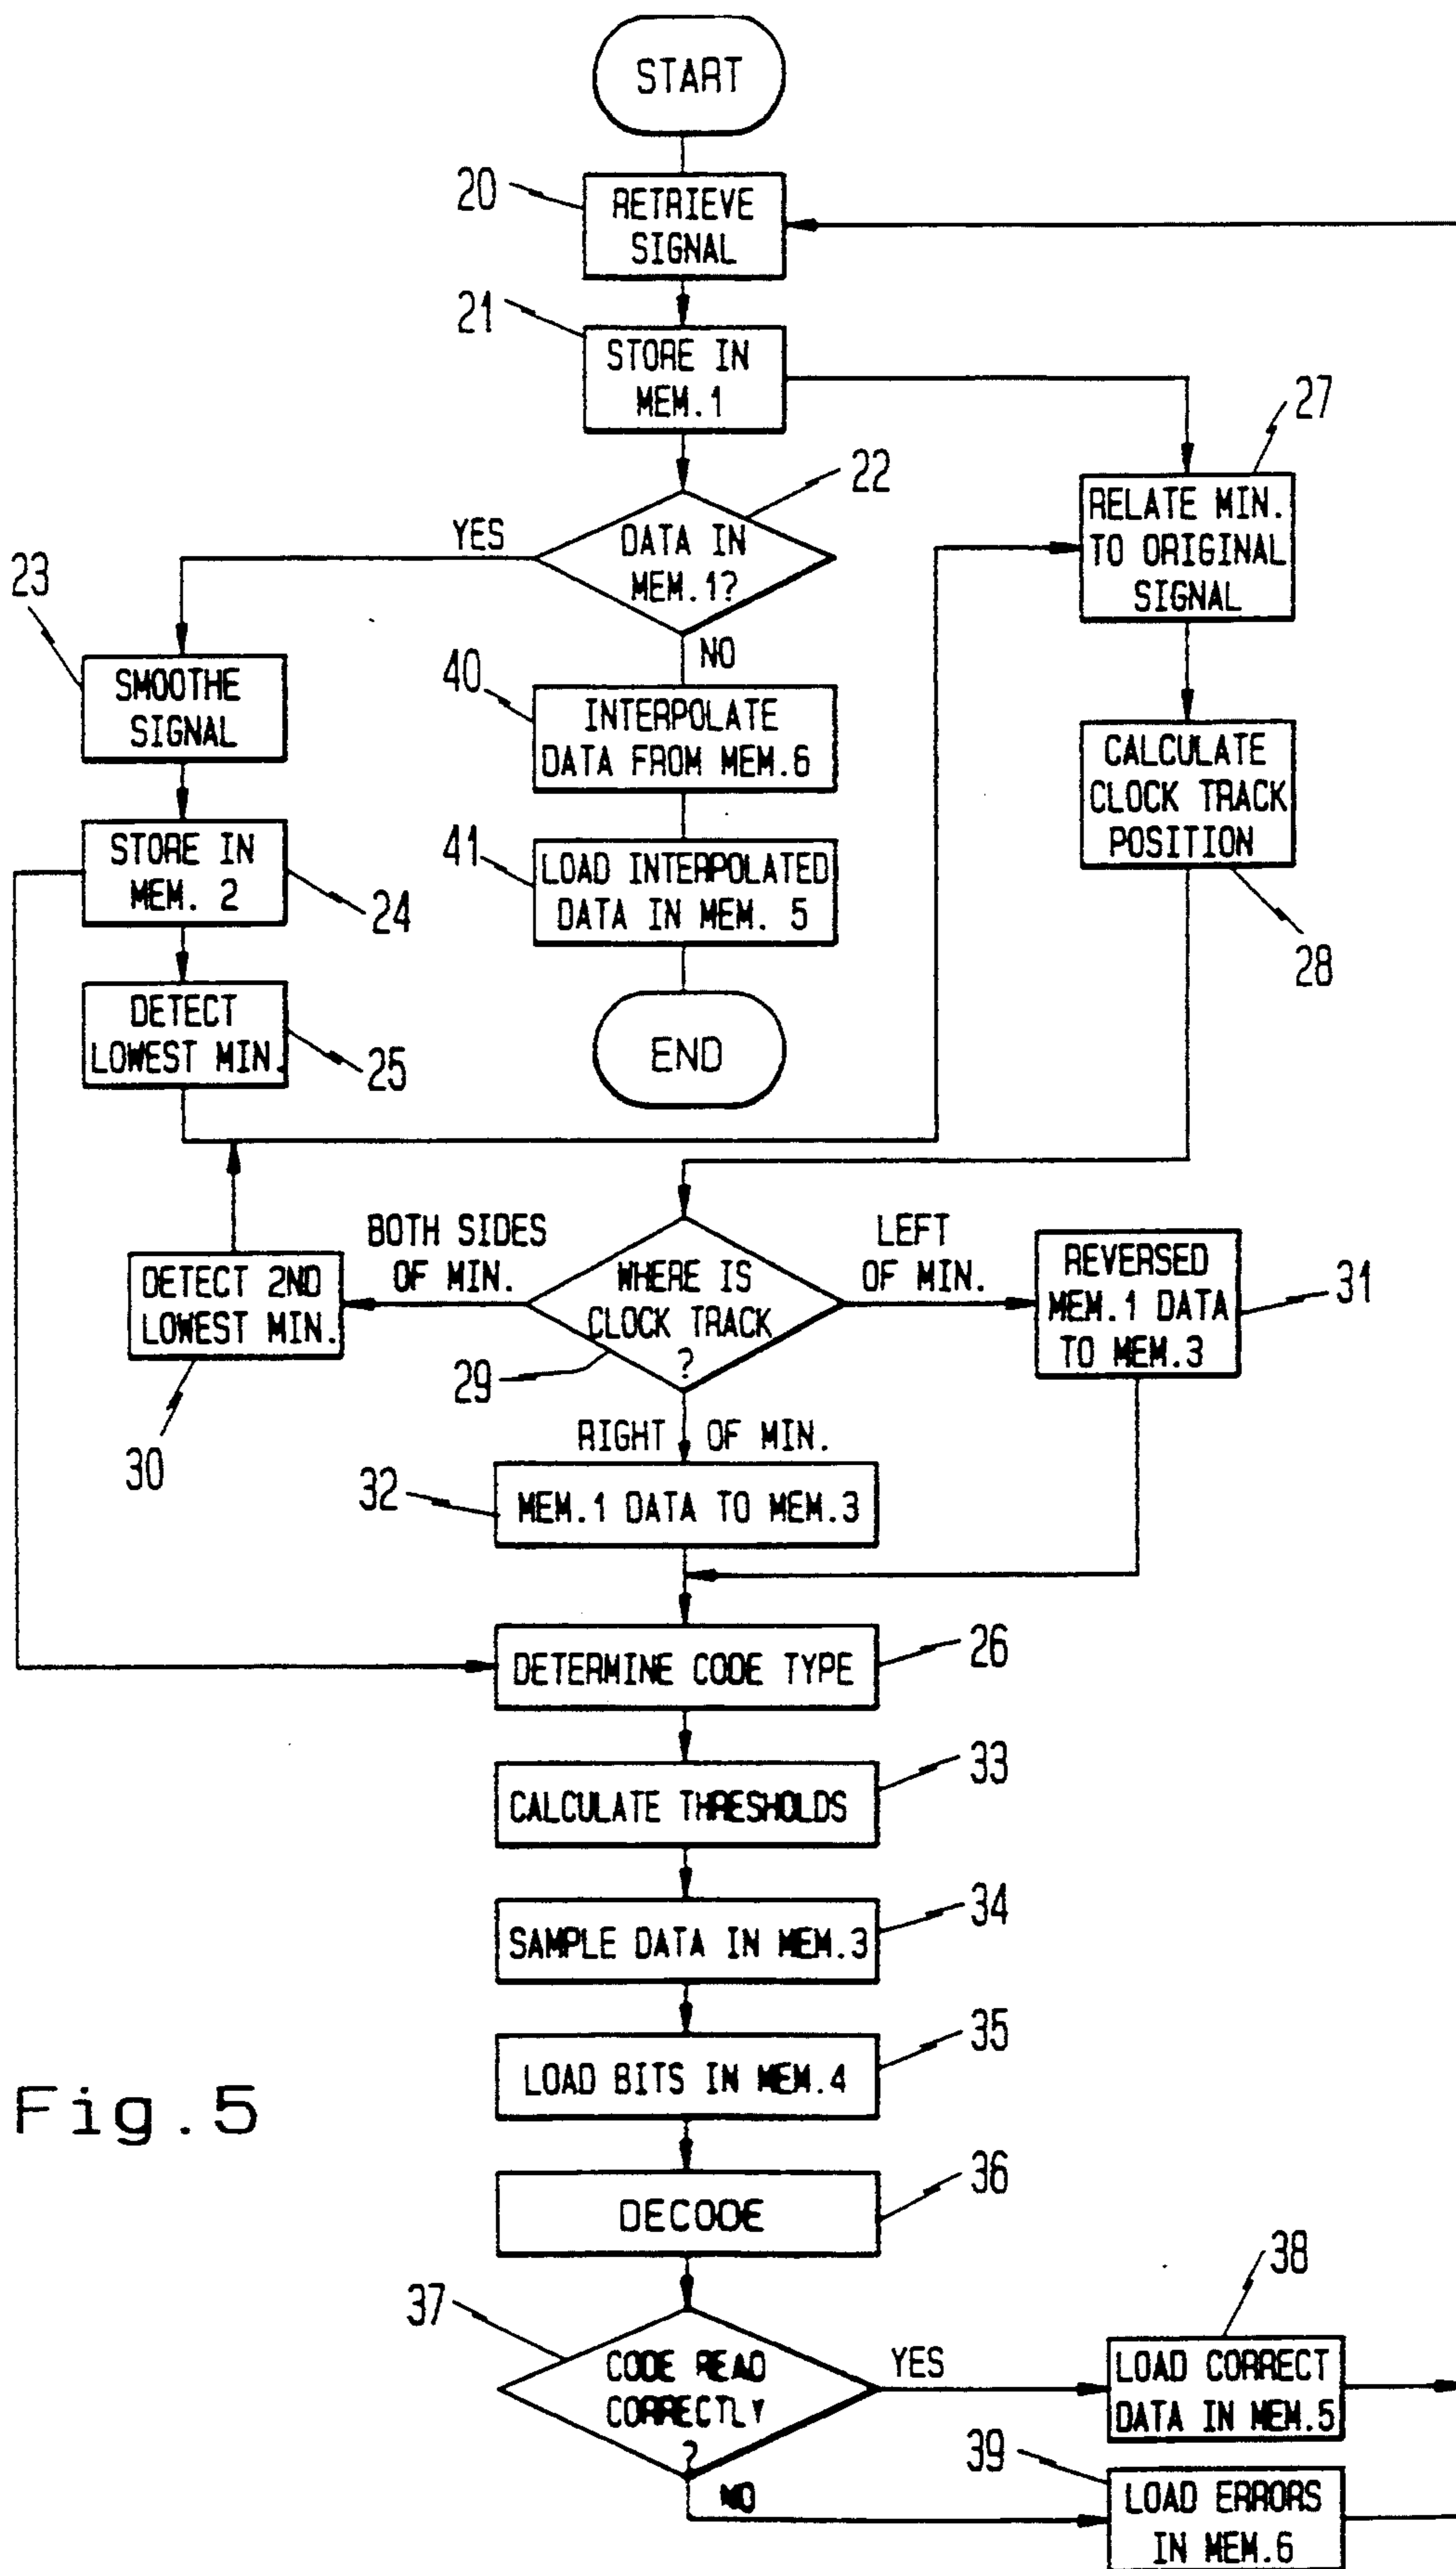 START
20
RETRIEVE
SIGNAL
21
STORE IN
MEM.1
27
22
RELATE MIN.
TO ORIGINAL
SIGNAL
YES
DATA IN
MEM.1?
23
NO
SMOOTHE
SIGNAL
40
INTERPOLATE
DATA FROM MEM.6
CALCULATE
CLOCK TRACK
POSITION
STORE IN
MEM. 2
24
41
LOAD INTERPOLATED
DATA IN MEM. 5
28
DETECT
LOWEST MIN.
25
END
BOTH SIDES
OF MIN.
LEFT
OF MIN.
DETECT 2ND
LOWEST MIN.
WHERE IS
CLOCK TRACK
?
REVERSED
MEM.1 DATA
TO MEM.3
31
29
30
RIGHT OF MIN.
32
MEM.1 DATA TO MEM.3
26
DETERMINE CODE TYPE
33
CALCULATE THRESHOLDS
34
SAMPLE DATA IN MEM.3
35
LOAD BITS IN MEM.4
Fig.5
36
DECODE
38
37
CODE READ
CORRECTLY
?
YES
LOAD CORRECT
DATA IN MEM.5
39
NO
LOAD ERRORS
IN MEM.6